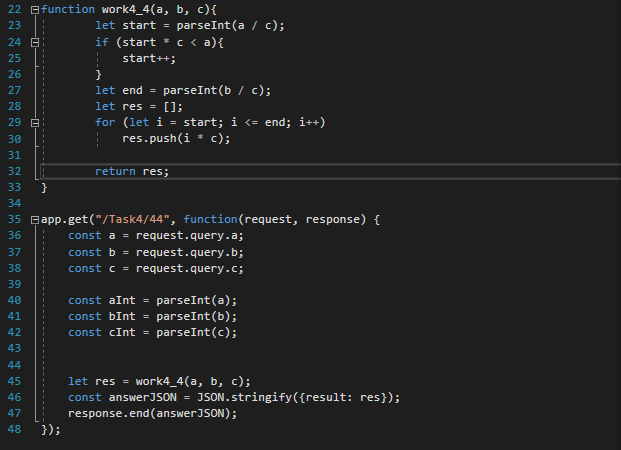 22 function work4_4(a, b, c){
23 let start = parseInt(a / c);
24 if (start * c < a){
25 start++;
26 }
27 let end = parseInt(b / c);
28 let res = [];
29 for (let i = start; i <= end; i++)
30 res.push(i * c);
31
32 return res;
33 }
34
35 app.get("/Task4/44", function(request, response) {
36 const a = request.query.a;
37 const b = request.query.b;
38 const c = request.query.c;
39
40 const aInt = parseInt(a);
41 const bInt = parseInt(b);
42 const cInt = parseInt(c);
43
44
45 let res = work4_4(a, b, c);
46 const answerJSON = JSON.stringify({result: res});
47 response.end(answerJSON);
48 });